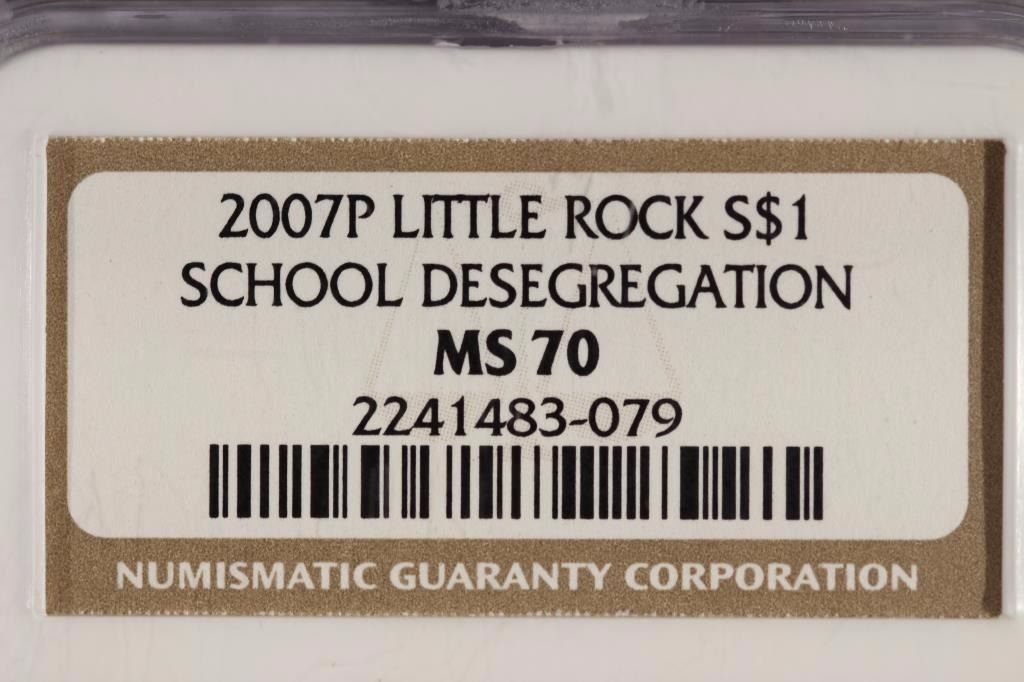 2007P LITTLE ROCK S$1
SCHOOL DESEGREGATION
MS 70
2241483-079
NUMISMATIC GUARANTY CORPORATION